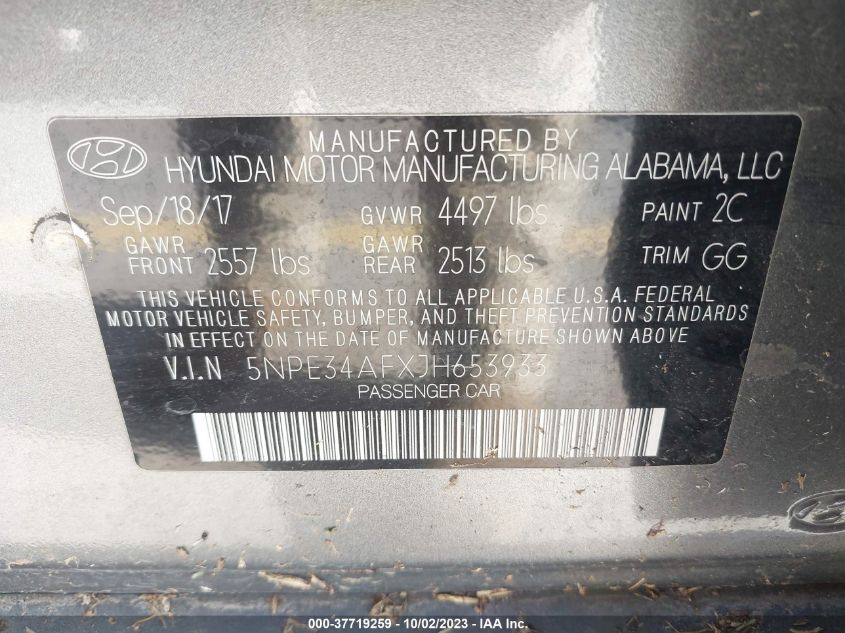 MANUFACTURED BY
HYUNDAI MOTOR MANUFACTURING ALABAMA, LLC
Sep/18/17 GVWR 4497 lbs PAINT 2C
GAWR FRONT 2557 lbs GAWR REAR 2513 lbs TRIM GG
THIS VEHICLE CONFORMS TO ALL APPLICABLE U.S.A. FEDERAL
MOTOR VEHICLE SAFETY, BUMPER, AND THEFT PREVENTION STANDARDS
IN EFFECT ON THE DATE OF MANUFACTURE SHOWN ABOVE.
V.I.N 5NPE34AFXJH653933
PASSENGER CAR
000-37719259 - 10/02/2023 - © IAA, Inc.